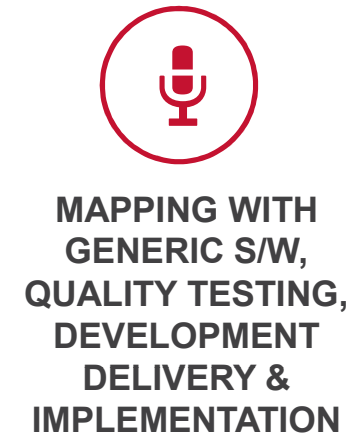 MAPPING WITH
GENERIC S/W,
QUALITY TESTING,
DEVELOPMENT
DELIVERY &
IMPLEMENTATION